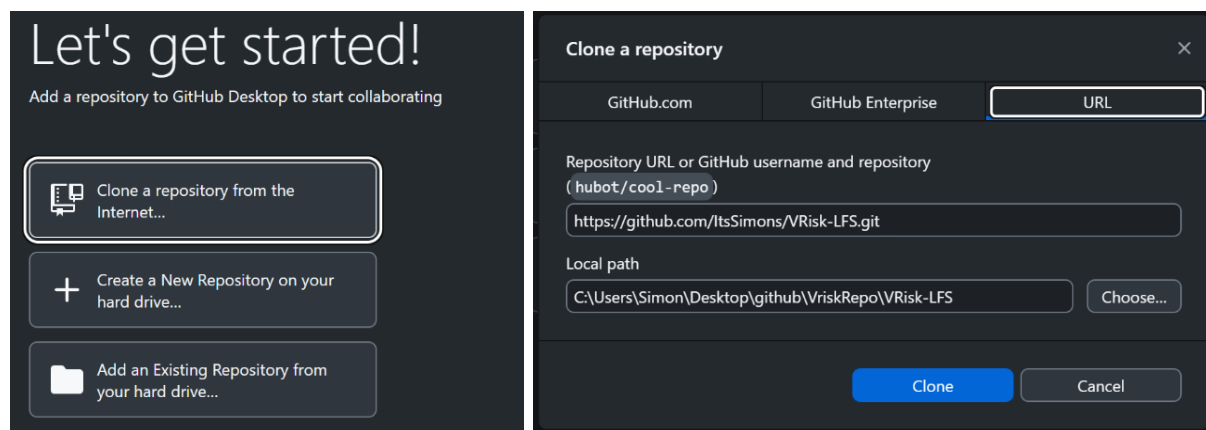 Let's get started!
Add a repository to GitHub Desktop to start collaborating
Clone a repository from the
Internet...
Create a New Repository on your
hard drive...
Add an Existing Repository from
your hard drive...
Clone a repository
GitHub.com
GitHub Enterprise
URL
Repository URL or GitHub username and repository
(hubot/cool-repo)
https://github.com/ItsSimons/VRisk-LFS.git
Local path
C:\Users\Simon\Desktop\github\VriskRepo\VRisk-LFS
Choose...
Clone
Cancel